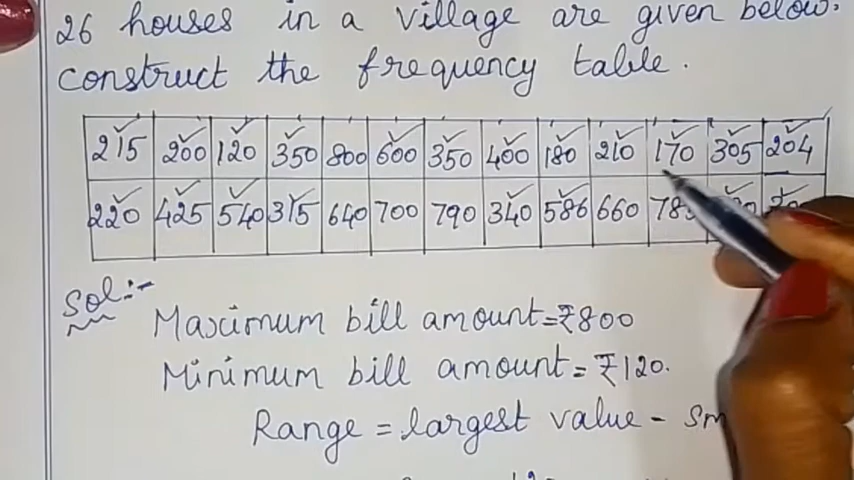 26 houses in a village are given below.
construct the frequency table.
215 200 120 350 800 600 350 400 180 210 170 305 204
220 425 540 315 640 700 790 340 586 660
Sol:-
Maximum bill amount=₹800
Minimum bill amount=₹120.
Range=largest value -